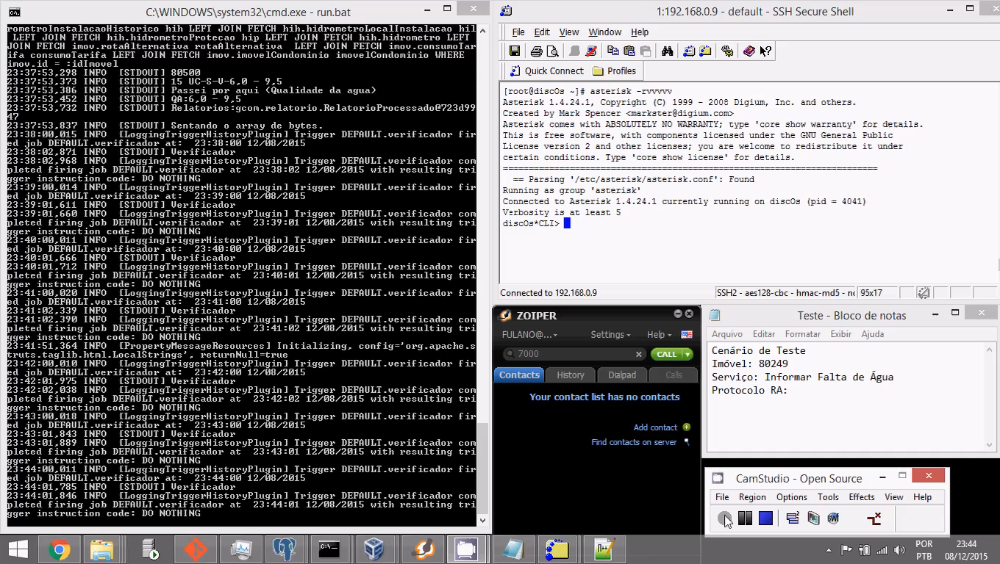 C:\WINDOWS\system32\cmd.exe - run.bat
rometroInstalacaoHistorico hih LEFT JOIN FETCH hih.hidrometroLocalInstalacao hil
LEFT JOIN FETCH hih.hidrometroProtecao hip LEFT JOIN FETCH hih.hidrometro LEFT
JOIN FETCH imov.rotaAlternativa rotaAlternativa  LEFT JOIN FETCH imov.consumoTar
ifa consumoTarifa LEFT JOIN FETCH imov.imovelCondominio imovelCondominio WHERE
imov.id = :idImovel
23:37:53,298 INFO  [STDOUT] 80500
23:37:53,373 INFO  [STDOUT] 15 UC-S-V-6,0 - 9,5
23:37:53,386 INFO  [STDOUT] Passei por aqui (Qualidade da agua)
23:37:53,452 INFO  [STDOUT] QA:6,0 - 9,5
23:37:53,732 INFO  [STDOUT] Relatorios:gcom.relatorio.RelatorioProcessado@723d99
47
23:37:53,837 INFO  [STDOUT] Sentando o array de bytes.
23:38:00,015 INFO  [LoggingTriggerHistoryPlugin] Trigger DEFAULT.verificador fir
ed job DEFAULT.verificador at:  23:38:00 12/08/2015
23:38:02,871 INFO  [STDOUT] Verificador
23:38:02,968 INFO  [LoggingTriggerHistoryPlugin] Trigger DEFAULT.verificador com
pleted firing job DEFAULT.verificador at  23:38:02 12/08/2015 with resulting tri
gger instruction code: DO NOTHING
23:39:00,014 INFO  [LoggingTriggerHistoryPlugin] Trigger DEFAULT.verificador fir
ed job DEFAULT.verificador at:  23:39:00 12/08/2015
23:39:01,611 INFO  [STDOUT] Verificador
23:39:01,660 INFO  [LoggingTriggerHistoryPlugin] Trigger DEFAULT.verificador com
pleted firing job DEFAULT.verificador at  23:39:01 12/08/2015 with resulting tri
gger instruction code: DO NOTHING
23:40:00,011 INFO  [LoggingTriggerHistoryPlugin] Trigger DEFAULT.verificador fir
ed job DEFAULT.verificador at:  23:40:00 12/08/2015
23:40:01,666 INFO  [STDOUT] Verificador
23:40:01,712 INFO  [LoggingTriggerHistoryPlugin] Trigger DEFAULT.verificador com
pleted firing job DEFAULT.verificador at  23:40:01 12/08/2015 with resulting tri
gger instruction code: DO NOTHING
23:41:00,020 INFO  [LoggingTriggerHistoryPlugin] Trigger DEFAULT.verificador fir
ed job DEFAULT.verificador at:  23:41:00 12/08/2015
23:41:02,339 INFO  [STDOUT] Verificador
23:41:02,390 INFO  [LoggingTriggerHistoryPlugin] Trigger DEFAULT.verificador com
pleted firing job DEFAULT.verificador at  23:41:02 12/08/2015 with resulting tri
gger instruction code: DO NOTHING
23:41:51,364 INFO  [PropertyMessageResources] Initializing, config='org.apache.s
truts.taglib.html.LocalStrings', returnNull=true
23:42:00,010 INFO  [LoggingTriggerHistoryPlugin] Trigger DEFAULT.verificador fir
ed job DEFAULT.verificador at:  23:42:00 12/08/2015
23:42:01,975 INFO  [STDOUT] Verificador
23:42:02,038 INFO  [LoggingTriggerHistoryPlugin] Trigger DEFAULT.verificador com
pleted firing job DEFAULT.verificador at  23:42:02 12/08/2015 with resulting tri
gger instruction code: DO NOTHING
23:43:00,018 INFO  [LoggingTriggerHistoryPlugin] Trigger DEFAULT.verificador fir
ed job DEFAULT.verificador at:  23:43:00 12/08/2015
23:43:01,843 INFO  [STDOUT] Verificador
23:43:01,889 INFO  [LoggingTriggerHistoryPlugin] Trigger DEFAULT.verificador com
pleted firing job DEFAULT.verificador at  23:43:01 12/08/2015 with resulting tri
gger instruction code: DO NOTHING
23:44:00,011 INFO  [LoggingTriggerHistoryPlugin] Trigger DEFAULT.verificador fir
ed job DEFAULT.verificador at:  23:44:00 12/08/2015
23:44:01,785 INFO  [STDOUT] Verificador
23:44:01,846 INFO  [LoggingTriggerHistoryPlugin] Trigger DEFAULT.verificador com
pleted firing job DEFAULT.verificador at  23:44:01 12/08/2015 with resulting tri
gger instruction code: DO NOTHING
1:192.168.0.9 - default - SSH Secure Shell
File Edit View Window Help
Quick Connect Profiles
[root@discOs ~]# asterisk -rvvvvv
Asterisk 1.4.24.1, Copyright (C) 1999 - 2008 Digium, Inc. and others.
Created by Mark Spencer <markster@digium.com>
Asterisk comes with ABSOLUTELY NO WARRANTY; type 'core show warranty' for details.
This is free software, with components licensed under the GNU General Public
License version 2 and other licenses; you are welcome to redistribute it under
certain conditions. Type 'core show license' for details.
=========================================================================
== Parsing '/etc/asterisk/asterisk.conf': Found
Running as group 'asterisk'
Connected to Asterisk 1.4.24.1 currently running on discOs (pid = 4041)
Verbosity is at least 5
discOs*CLI>
Connected to 192.168.0.9 SSH2 - aes128-cbc - hmac-md5 - nc 95x17
ZOIPER
FULANO@... Settings Help
7000 CALL
Contacts History Dialpad Calls
Your contact list has no contacts
Add contact
Find contacts on server
Teste - Bloco de notas
Arquivo Editar Formatar Exibir Ajuda
Cenário de Teste
Imóvel: 80249
Serviço: Informar Falta de Água
Protocolo RA:
CamStudio - Open Source
File Region Options Tools Effects View Help
POR 23:44
PTB 08/12/2015